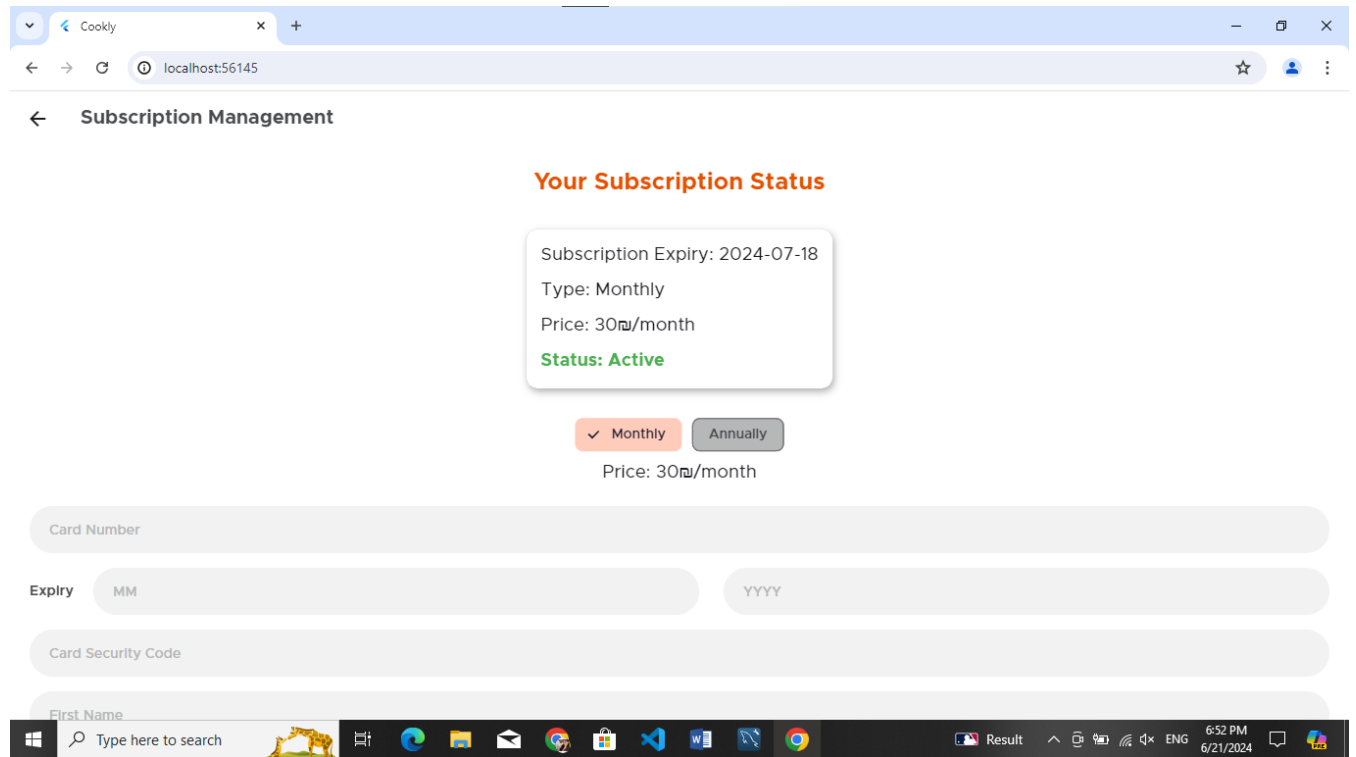 Cookly
localhost:56145
Subscription Management
Your Subscription Status
Subscription Expiry: 2024-07-18
Type: Monthly
Price: 30₪/month
Status: Active
Monthly Annually
Price: 30₪/month
Card Number
Expiry MM YYYY
Card Security Code
First Name
Type here to search Result ENG 6:52 PM
6/21/2024